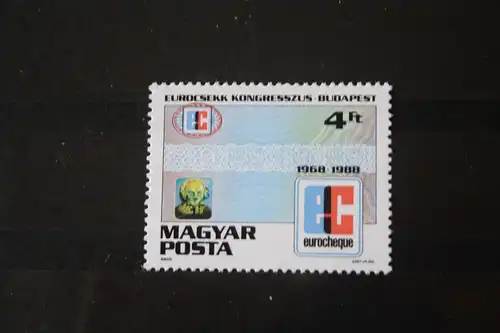 EUROCSEKK KONGRESSZUS·BUDAPEST
4 Ft
1968-1988
eurocheque
MAGYAR
POSTA